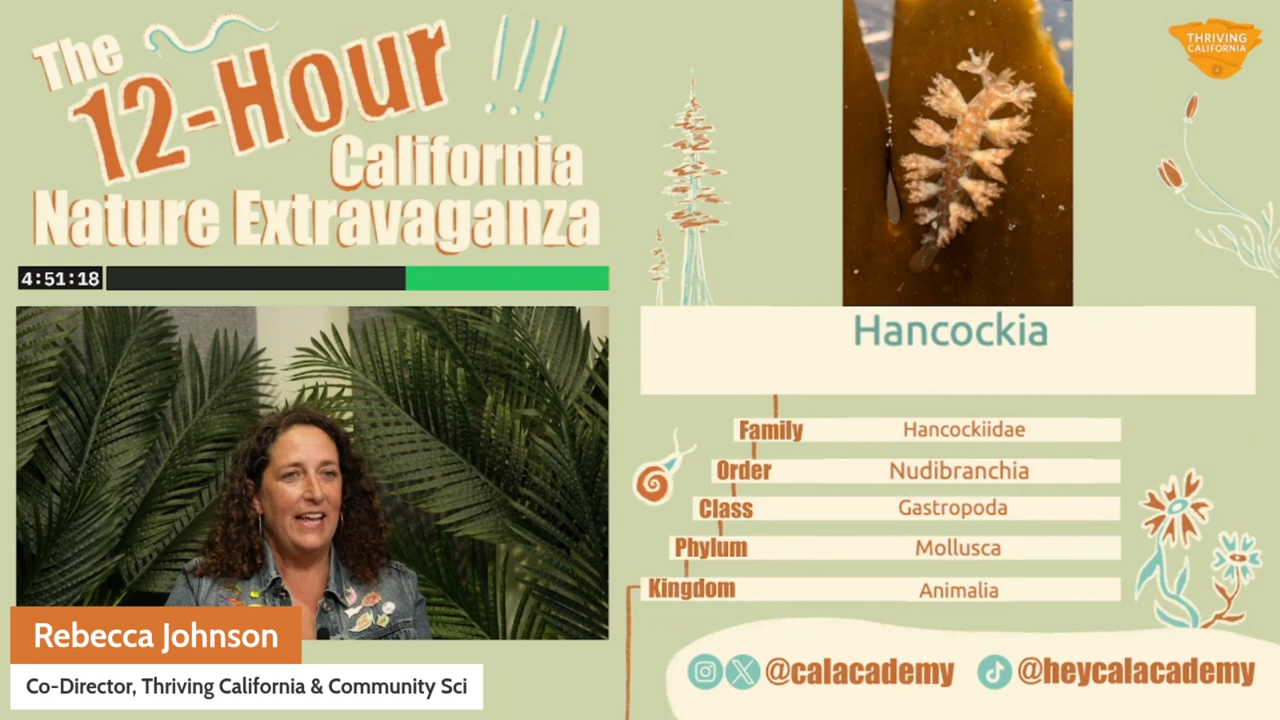 The
12-Hour
!!!
California
Nature Extravaganza
THRIVING
CALIFORNIA
4:51:18
Hancockia
Family Hancockiidae
Order Nudibranchia
Class Gastropoda
Phylum Mollusca
Kingdom Animalia
Rebecca Johnson
Co-Director, Thriving California & Community Sci
@calacademy
@heycalacademy